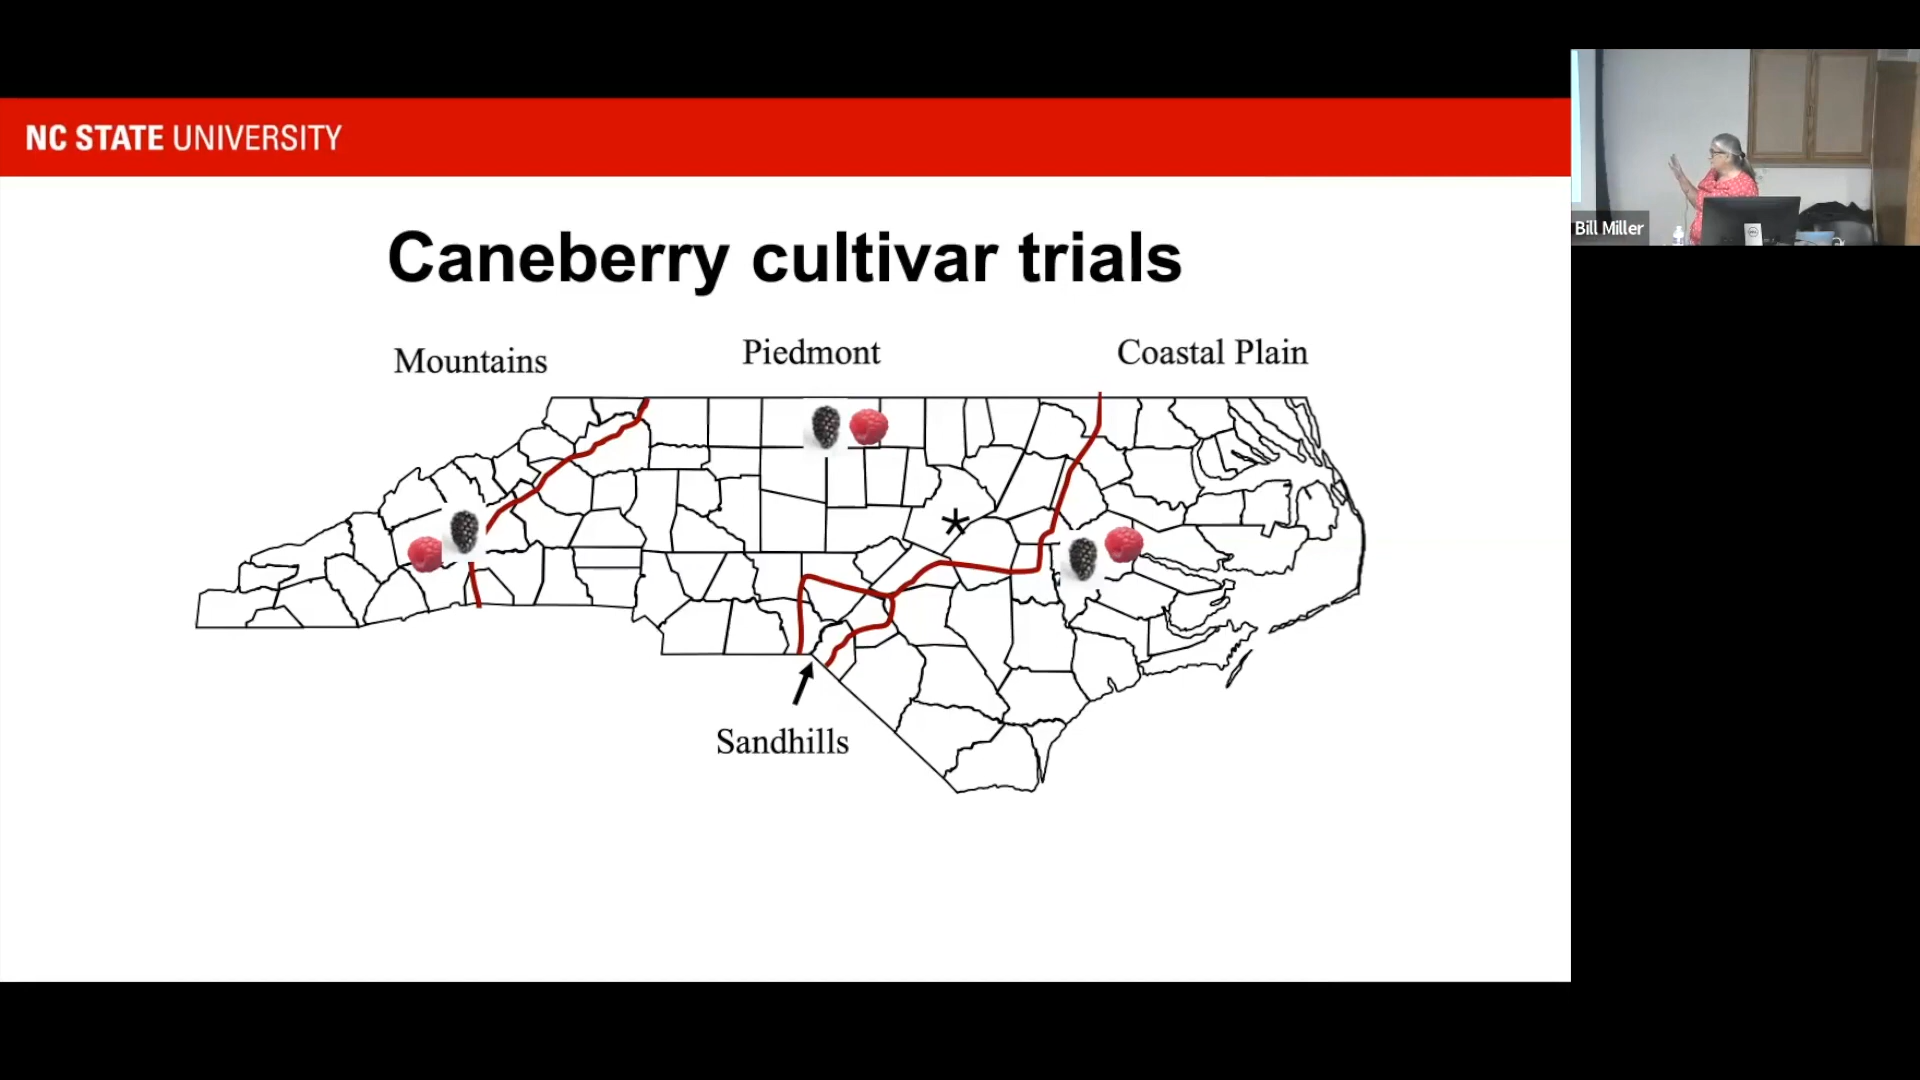 NC STATE UNIVERSITY
Caneberry cultivar trials
Mountains
Piedmont
Coastal Plain
*
Sandhills
Bill Miller